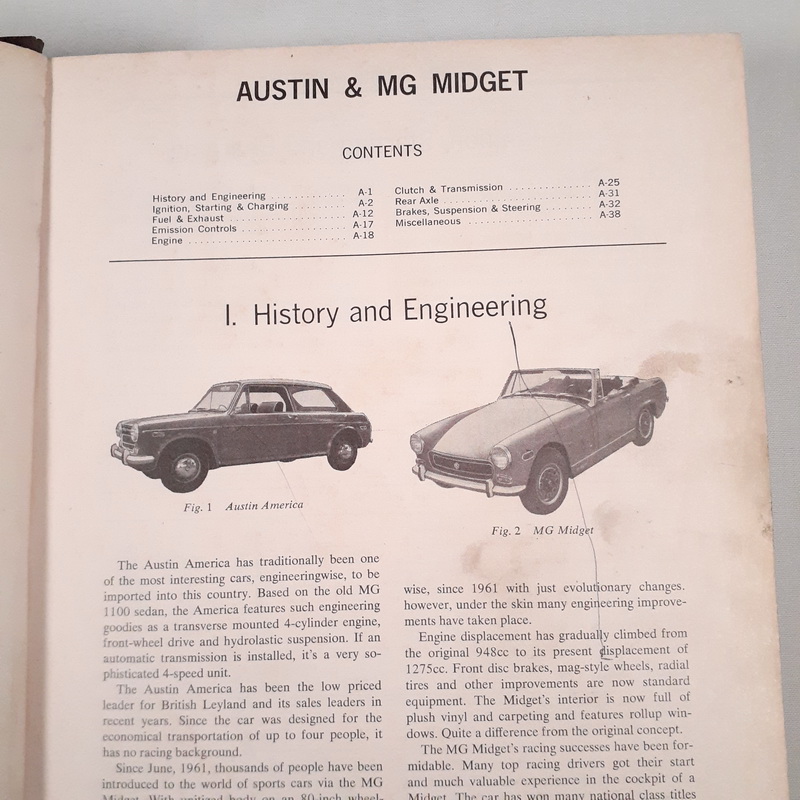 AUSTIN & MG MIDGET
CONTENTS
History and Engineering . . . . . . . . . . . . A-1
Ignition, Starting & Charging . . . . . . . . A-2
Fuel & Exhaust . . . . . . . . . . . . . . . . . . A-12
Emission Controls . . . . . . . . . . . . . . . . A-17
Engine . . . . . . . . . . . . . . . . . . . . . . . . A-18
Clutch & Transmission . . . . . . . . . . . . . A-25
Rear Axle . . . . . . . . . . . . . . . . . . . . . . A-31
Brakes, Suspension & Steering . . . . . . . A-32
Miscellaneous . . . . . . . . . . . . . . . . . . . A-38
I. History and Engineering
Fig. 1 Austin America
Fig. 2 MG Midget
The Austin America has traditionally been one
of the most interesting cars, engineeringwise, to be
imported into this country. Based on the old MG
1100 sedan, the America features such engineering
goodies as a transverse mounted 4-cylinder engine,
front-wheel drive and hydrolastic suspension. If an
automatic transmission is installed, it's a very so-
phisticated 4-speed unit.
The Austin America has been the low priced
leader for British Leyland and its sales leaders in
recent years. Since the car was designed for the
economical transportation of up to four people, it
has no racing background.
Since June, 1961, thousands of people have been
introduced to the world of sports cars via the MG
Midget. With unitized body on an 80-inch wheel-
wise, since 1961 with just evolutionary changes.
however, under the skin many engineering improve-
ments have taken place.
Engine displacement has gradually climbed from
the original 948cc to its present displacement of
1275cc. Front disc brakes, mag-style wheels, radial
tires and other improvements are now standard
equipment. The Midget's interior is now full of
plush vinyl and carpeting and features rollup win-
dows. Quite a difference from the original concept.
The MG Midget's racing successes have been for-
midable. Many top racing drivers got their start
and much valuable experience in the cockpit of a
Midget. The car has won many national class titles